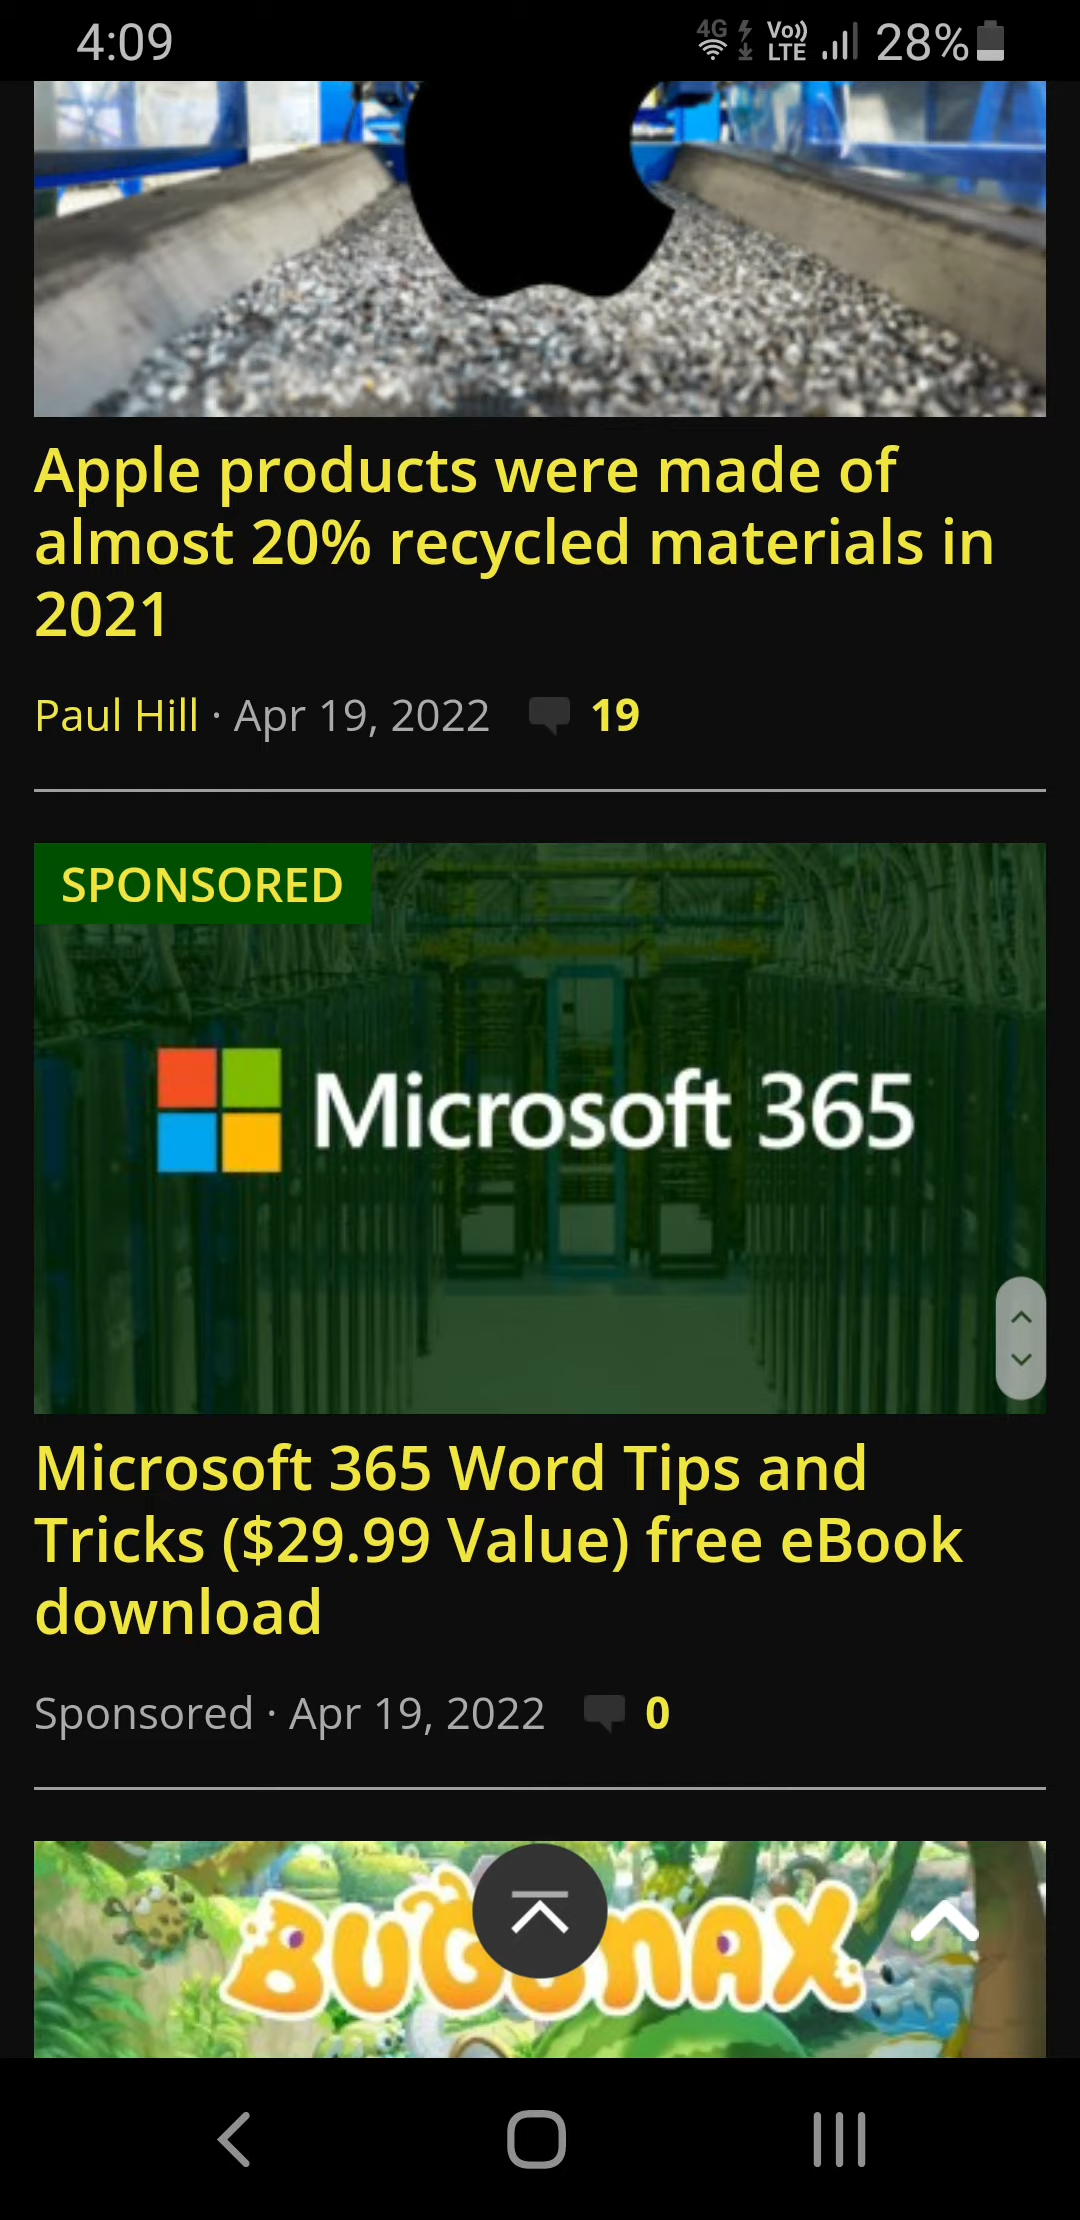 4:09 4G Vo)) LTE 28%
Apple products were made of
almost 20% recycled materials in
2021
Paul Hill · Apr 19, 2022 19
SPONSORED
Microsoft 365
Microsoft 365 Word Tips and
Tricks ($29.99 Value) free eBook
download
Sponsored · Apr 19, 2022 0